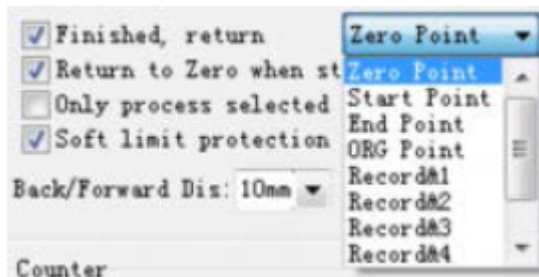 Finished, return Zero Point
Return to Zero when st Zero Point
Only process selected Start Point
End Point
Soft limit protection ORG Point
Record&1
Back/Forward Dis: 10mm Record&2
Record&3
Record&4
Counter